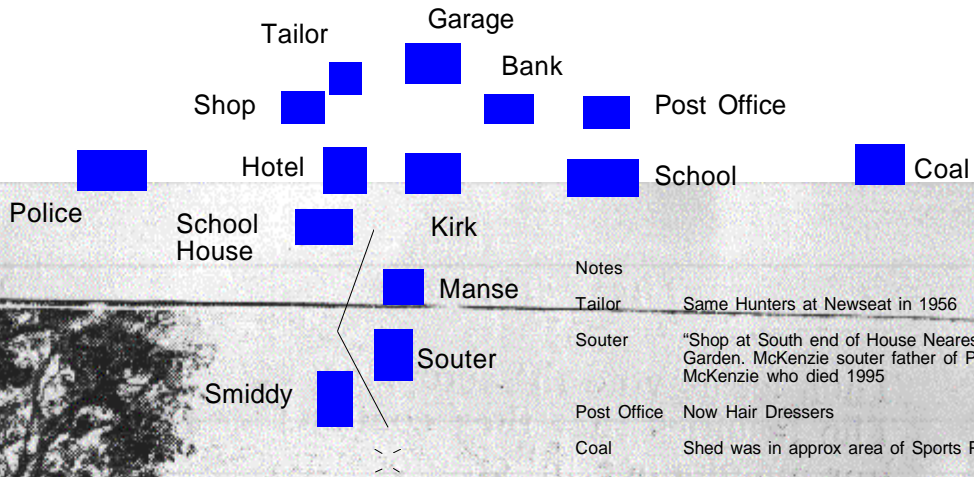 Garage
Tailor
Bank
Shop
Post Office
Hotel
School
Coal
Police
School
House
Kirk
Manse
Souter
Smiddy
Notes
Tailor Same Hunters at Newseat in 1956
Souter "Shop at South end of House
Garden. McKenzie souter father of
McKenzie who died 1995
Post Office Now Hair Dressers
Coal Shed was in approx area of Sports